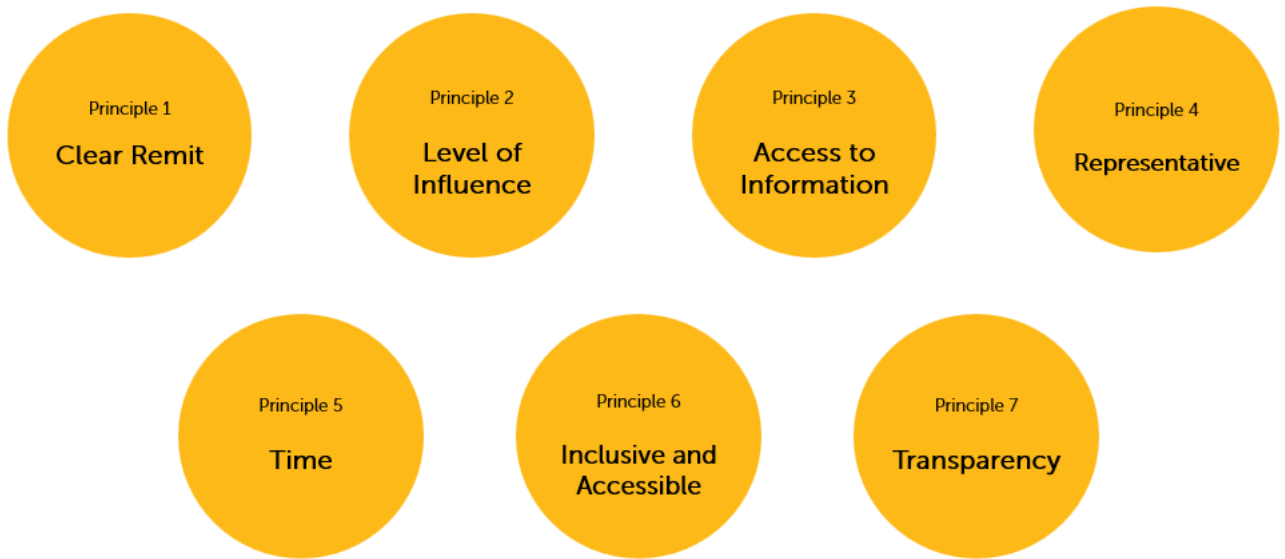 Principle 1
Clear Remit
Principle 2
Level of
Influence
Principle 3
Access to
Information
Principle 4
Representative
Principle 5
Time
Principle 6
Inclusive and
Accessible
Principle 7
Transparency